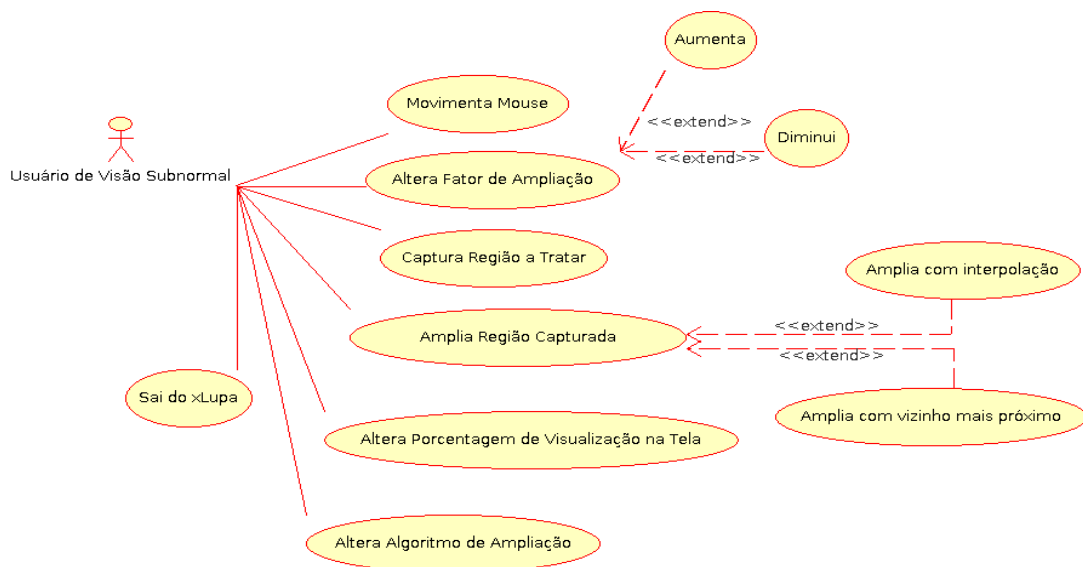 Aumenta
Movimenta Mouse
<<extend>>
Diminui
<<extend>>
Usuário de Visão Subnormal
Altera Fator de Ampliação
Captura Região a Tratar
Amplia com interpolação
<<extend>>
Amplia Região Capturada
<<extend>>
Sai do xLupa
Amplia com vizinho mais próximo
Altera Porcentagem de Visualização na Tela
Altera Algoritmo de Ampliação